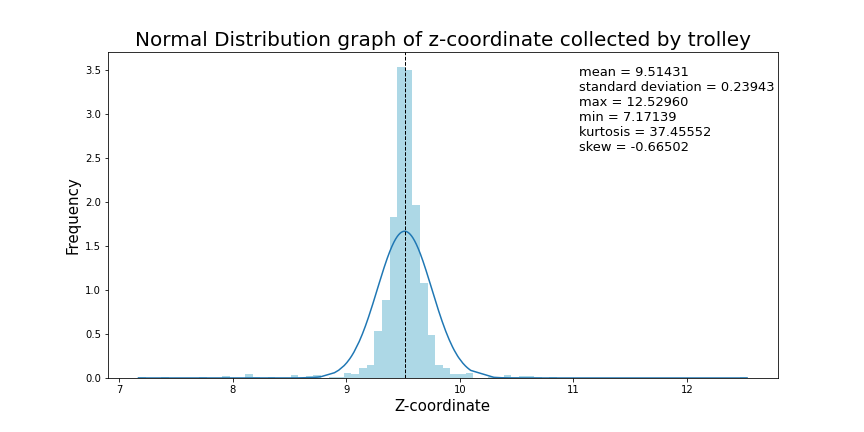 Normal Distribution graph of z-coordinate collected by trolley
mean = 9.51431
standard deviation = 0.23943
max = 12.52960
min = 7.17139
kurtosis = 37.45552
skew = -0.66502
Frequency
3.5
3.0
2.5
2.0
1.5
1.0
0.5
0.0
7 8 9 10 11 12
Z-coordinate